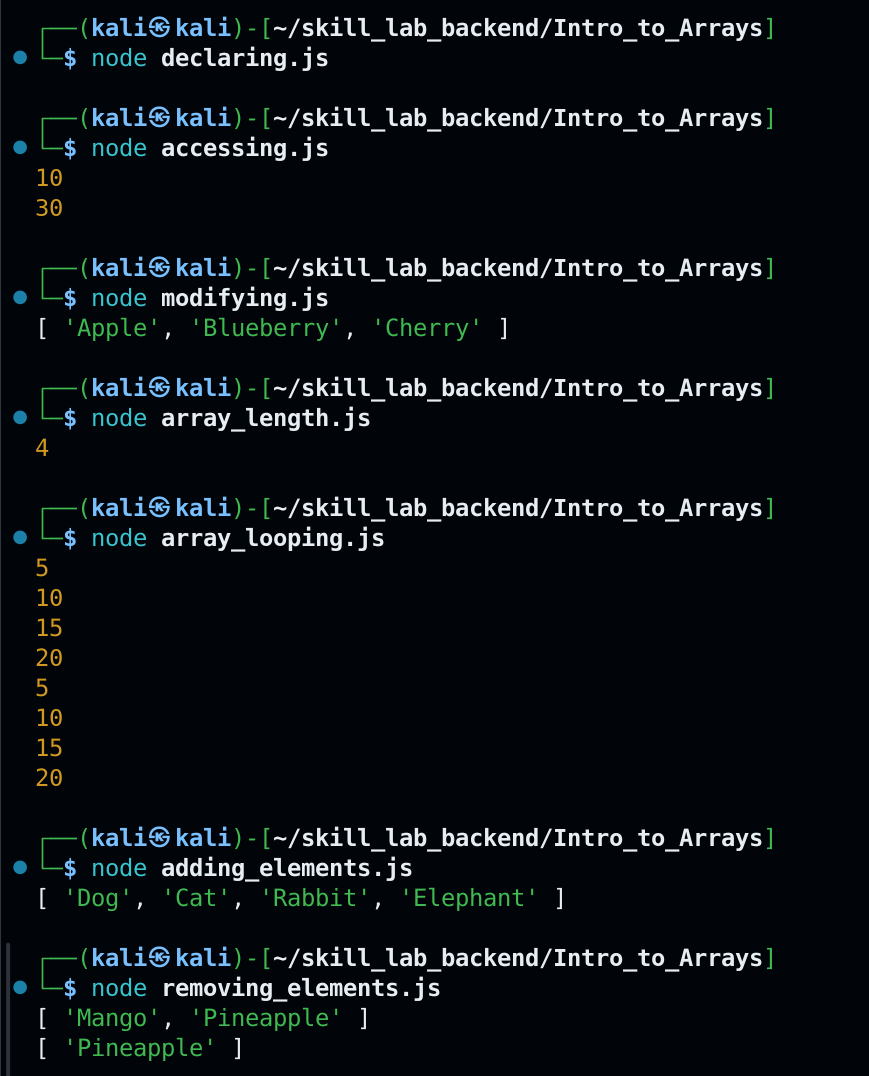 ┌──(kali㉿kali)-[~/skill_lab_backend/Intro_to_Arrays]
└─$ node declaring.js
┌──(kali㉿kali)-[~/skill_lab_backend/Intro_to_Arrays]
└─$ node accessing.js
10
30
┌──(kali㉿kali)-[~/skill_lab_backend/Intro_to_Arrays]
└─$ node modifying.js
[ 'Apple', 'Blueberry', 'Cherry' ]
┌──(kali㉿kali)-[~/skill_lab_backend/Intro_to_Arrays]
└─$ node array_length.js
4
┌──(kali㉿kali)-[~/skill_lab_backend/Intro_to_Arrays]
└─$ node array_looping.js
5
10
15
20
5
10
15
20
┌──(kali㉿kali)-[~/skill_lab_backend/Intro_to_Arrays]
└─$ node adding_elements.js
[ 'Dog', 'Cat', 'Rabbit', 'Elephant' ]
┌──(kali㉿kali)-[~/skill_lab_backend/Intro_to_Arrays]
└─$ node removing_elements.js
[ 'Mango', 'Pineapple' ]
[ 'Pineapple' ]